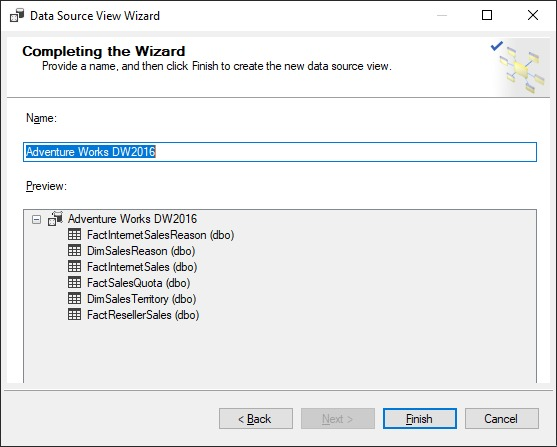 Data Source View Wizard
Completing the Wizard
Provide a name, and then click Finish to create the new data source view.
Name:
Adventure Works DW2016
Preview:
Adventure Works DW2016
FactInternetSalesReason (dbo)
DimSalesReason (dbo)
FactInternetSales (dbo)
FactSalesQuota (dbo)
DimSalesTerritory (dbo)
FactResellerSales (dbo)
< Back
Next >
Finish
Cancel